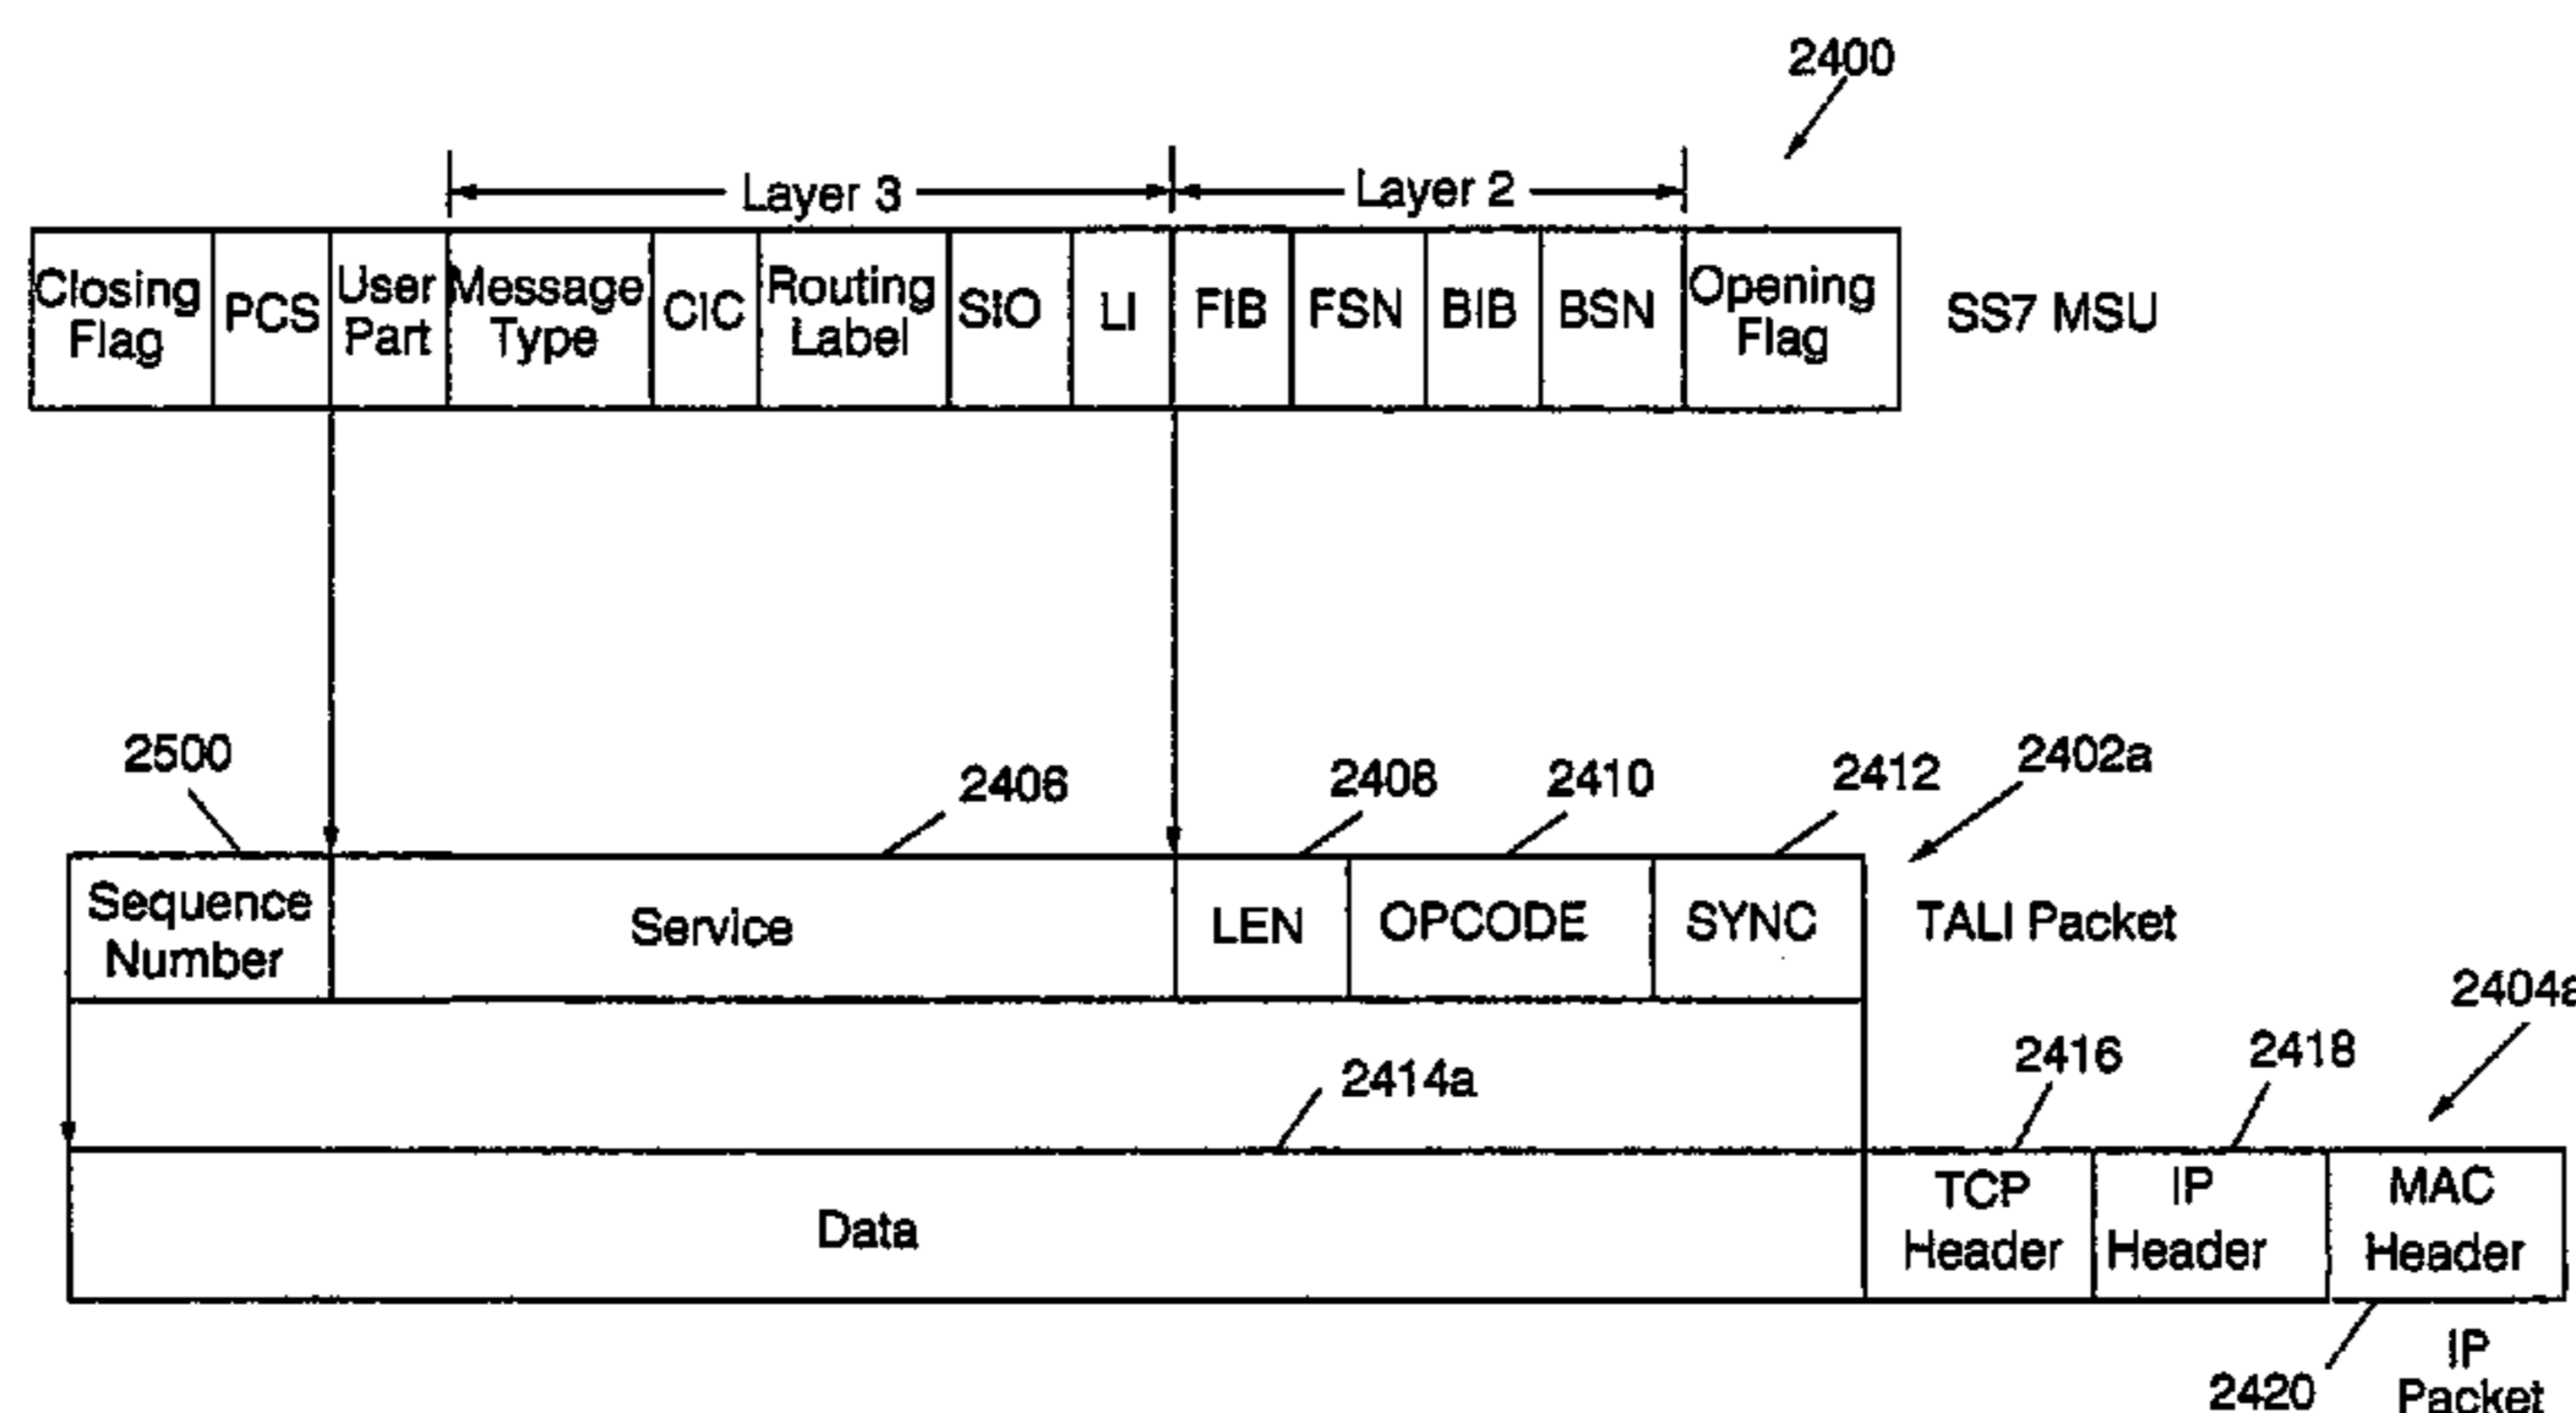 2400
Layer 3
Layer 2
Closing
Flag
PCS
User
Part
Message
Type
CIC
Routing
Label
SIO
LI
FIB
FSN
BIB
BSN
Opening
Flag
SS7 MSU
2500
2406
2408
2410
2412
2402a
Sequence
Number
Service
LEN
OPCODE
SYNC
TALI Packet
2404a
2414a
2416
2418
Data
TCP
Header
IP
Header
MAC
Header
2420
IP
Packet